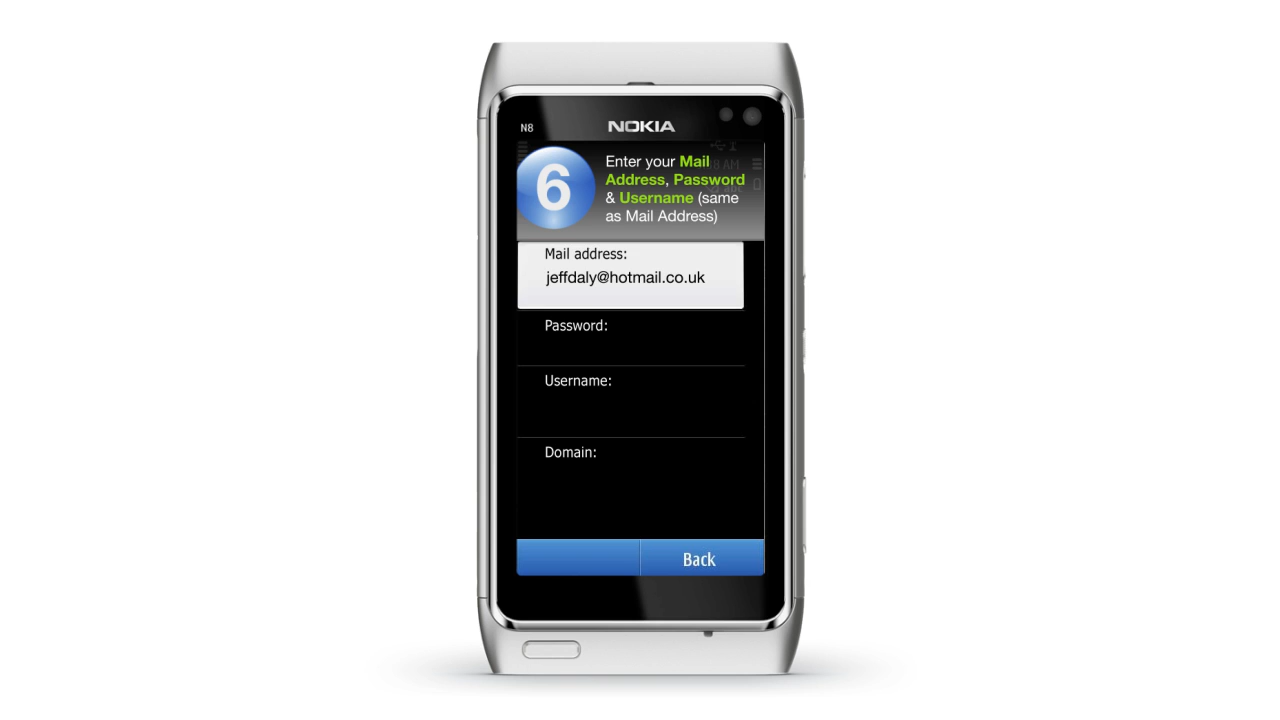 N8
NOKIA
6
Enter your Mail
Address, Password
& Username (same
as Mail Address)
Mail address:
jeffdaly@hotmail.co.uk
Password:
Username:
Domain:
Back